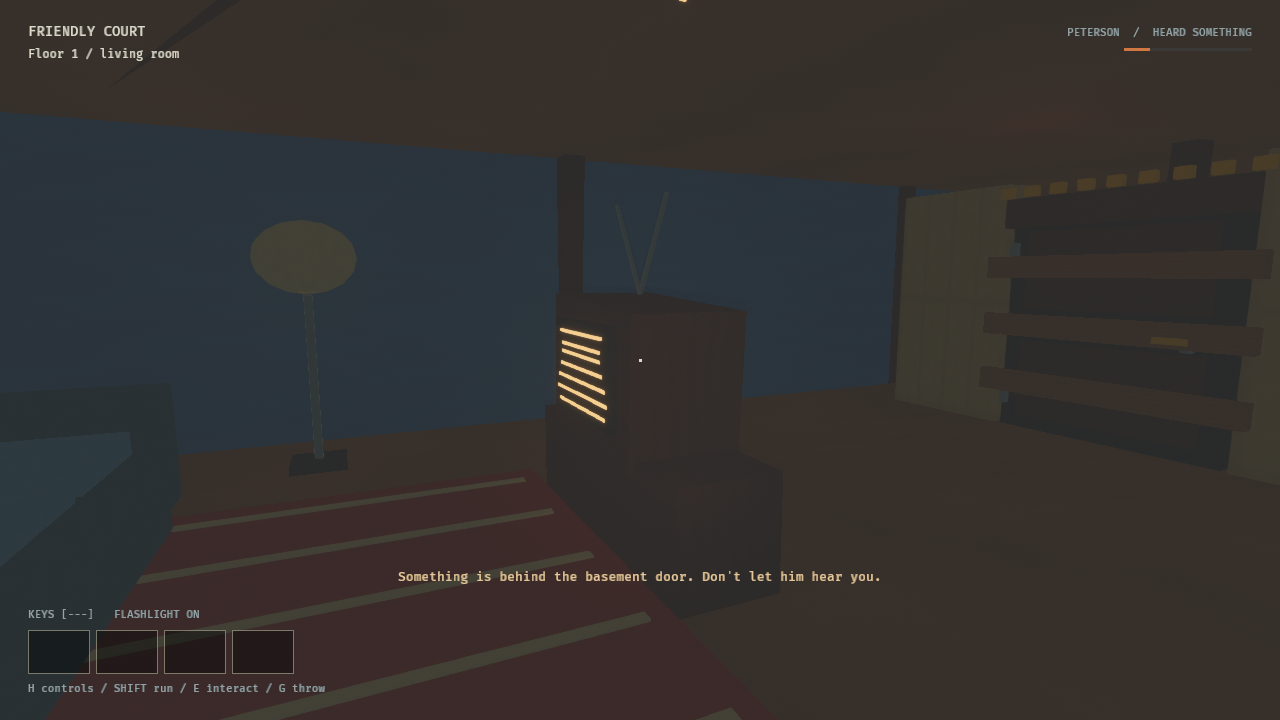 FRIENDLY COURT
Floor 1 / living room
PETERSON / HEARD SOMETHING
Something is behind the basement door. Don't let him hear you.
KEYS [---] FLASHLIGHT ON
H controls / SHIFT run / E interact / G throw